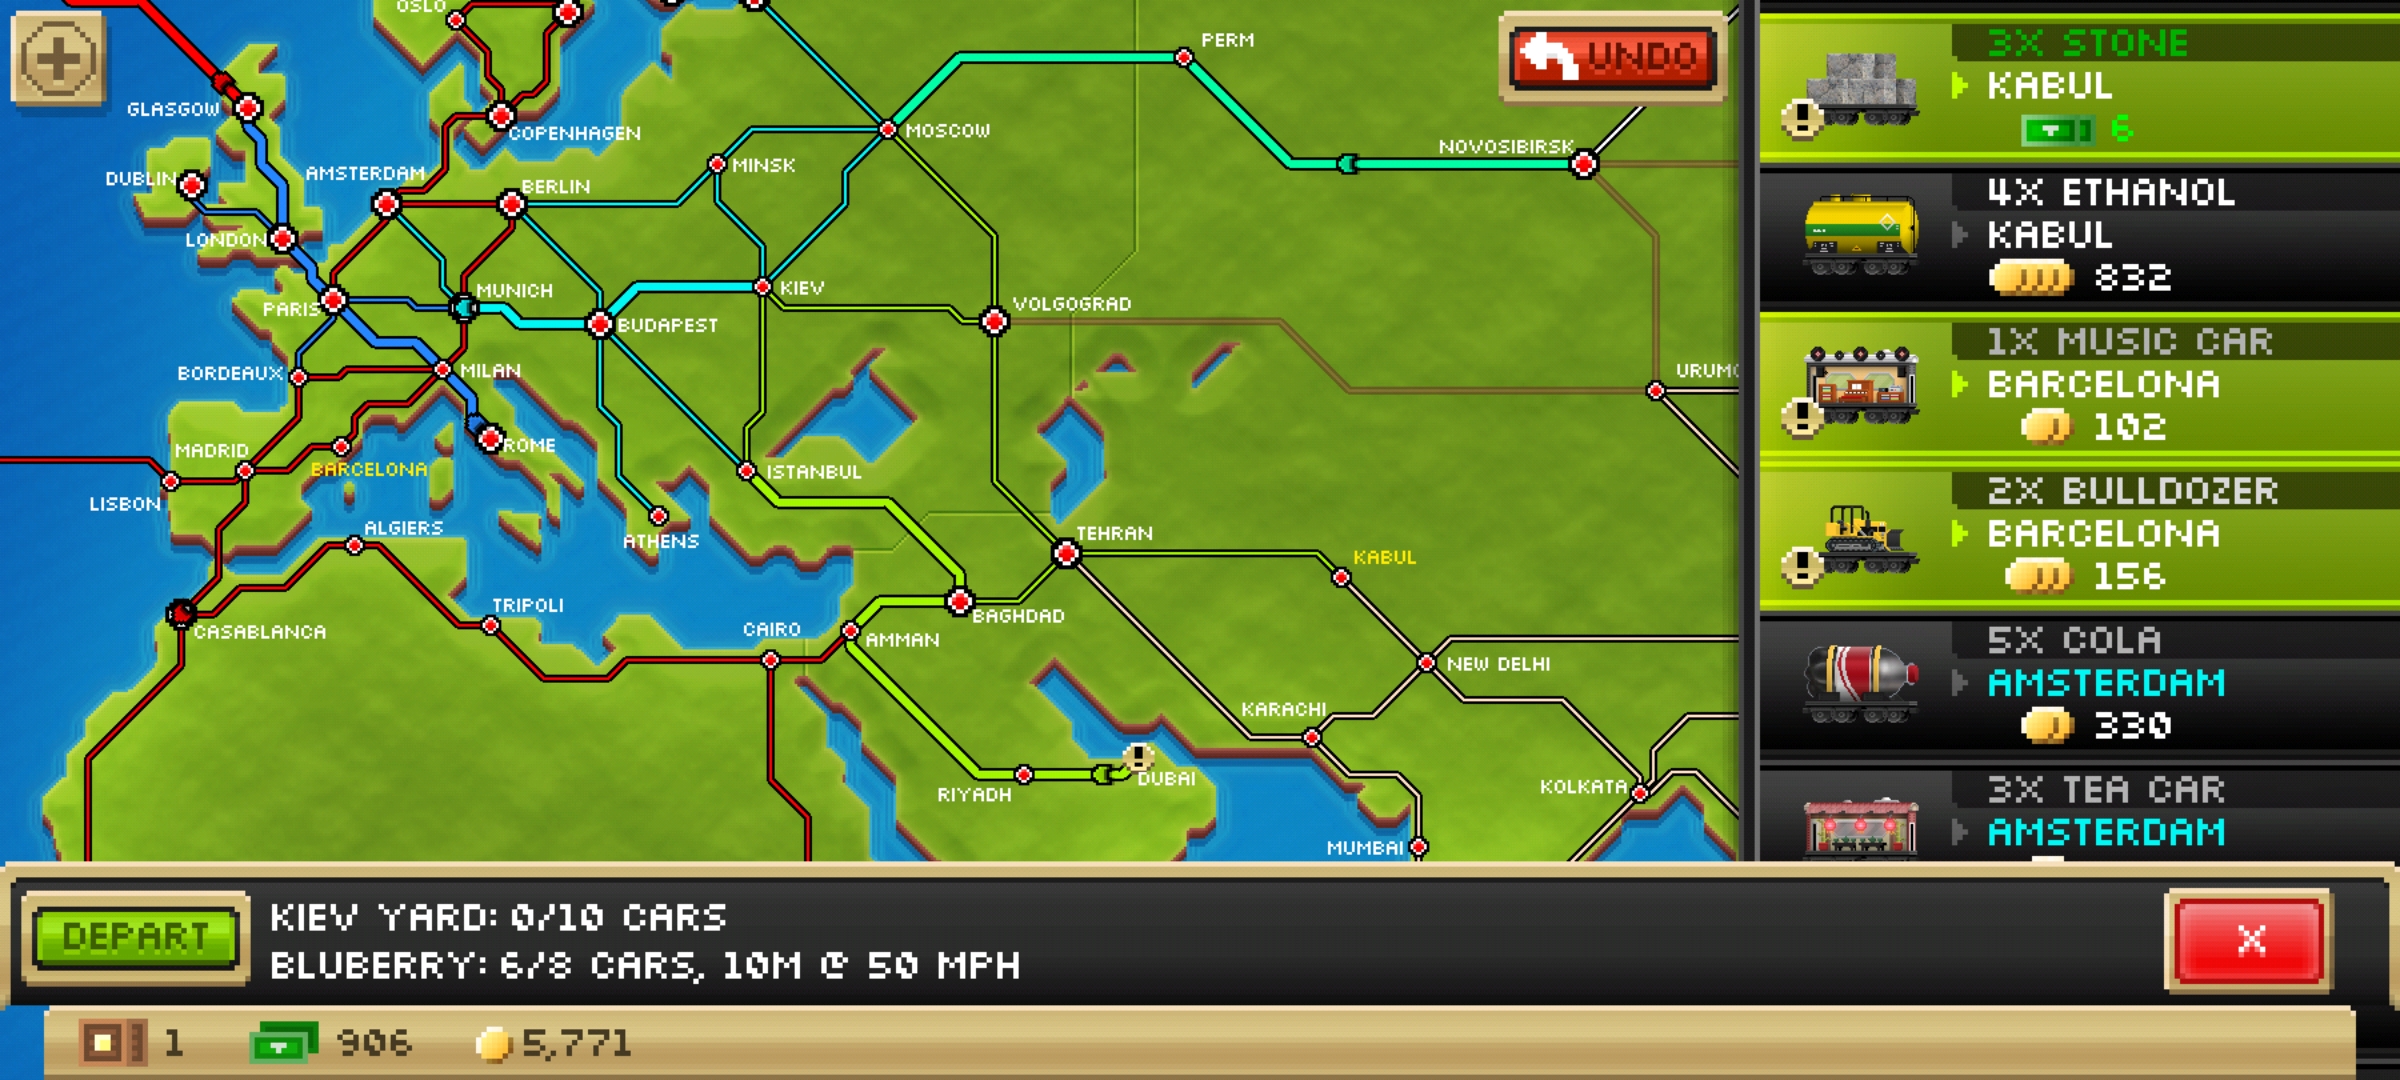 OSLO
PERM
UNDO
GLASGOW
COPENHAGEN
MOSCOW
NOVOSIBIRSK
MINSK
DUBLIN
AMSTERDAM
BERLIN
LONDON
MUNICH
KIEV
VOLGOGRAD
PARIS
BUDAPEST
BORDEAUX
MILAN
MADRID
ROME
BARCELONA
ISTANBUL
LISBON
ALGIERS
ATHENS
TEHRAN
KABUL
TRIPOLI
CAIRO
BAGHDAD
CASABLANCA
AMMAN
NEW DELHI
KARACHI
RIYADH
DUBAI
KOLKATA
MUMBAI
3X STONE
KABUL
6
4X ETHANOL
KABUL
832
1X MUSIC CAR
BARCELONA
102
2X BULLDOZER
BARCELONA
156
5X COLA
AMSTERDAM
330
3X TEA CAR
AMSTERDAM
DEPART
KIEV YARD: 0/10 CARS
BLUBERRY: 6/8 CARS, 10M @ 50 MPH
X
1
906
5,771